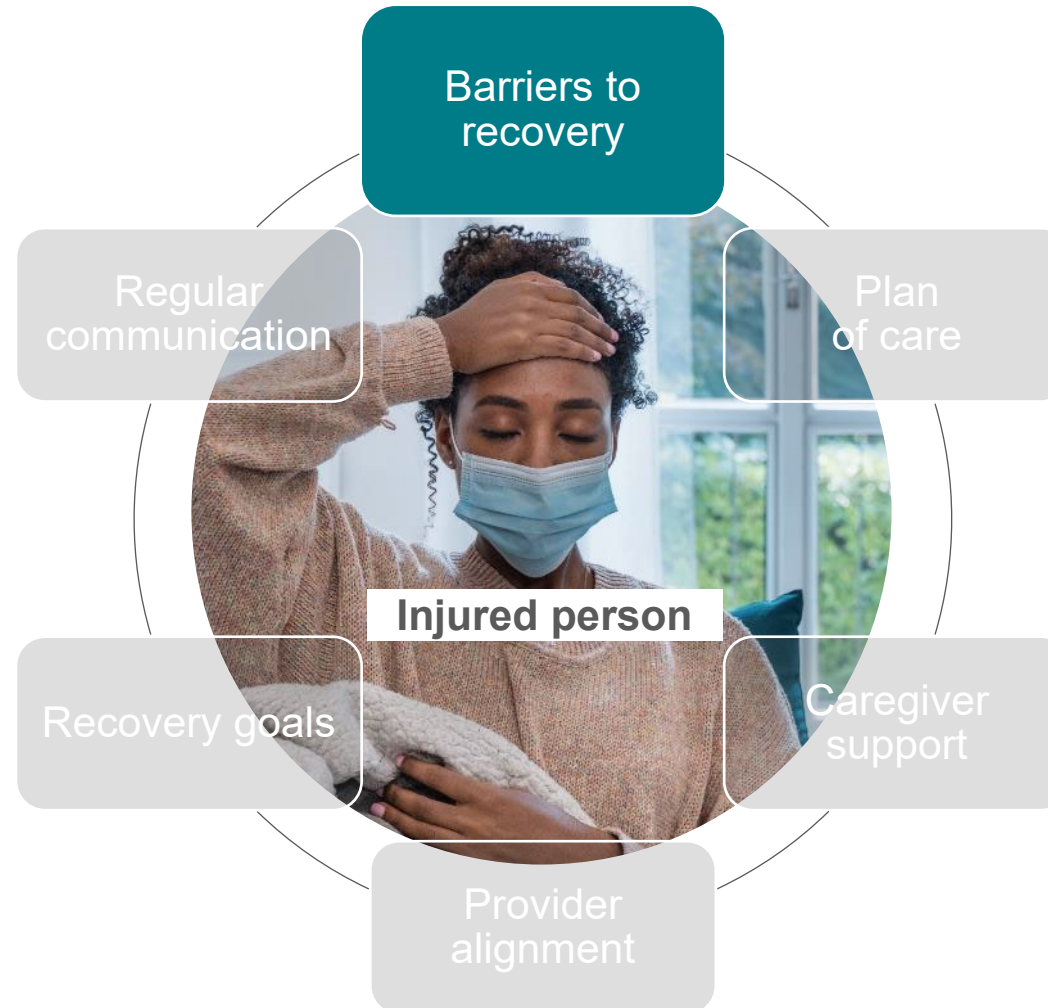 Barriers to
recovery
Regular
communication
Plan
of care
Injured person
Recovery goals
Caregiver
support
Provider
alignment